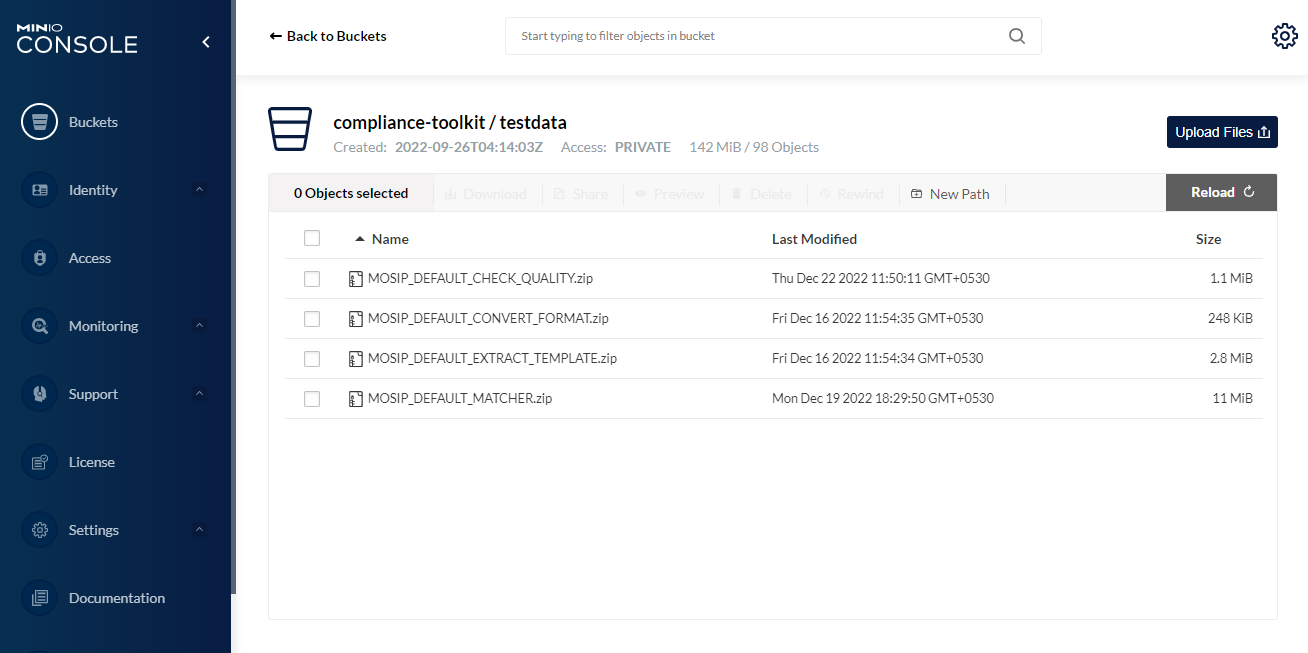 MINIO
CONSOLE
Buckets
Identity
Access
Monitoring
Support
License
Settings
Documentation
← Back to Buckets
Start typing to filter objects in bucket
compliance-toolkit / testdata
Created: 2022-09-26T04:14:03Z Access: PRIVATE 142 MiB / 98 Objects
Upload Files
0 Objects selected Download Share Preview Delete Rewind New Path Reload
Name Last Modified Size
MOSIP_DEFAULT_CHECK_QUALITY.zip Thu Dec 22 2022 11:50:11 GMT+0530 1.1 MiB
MOSIP_DEFAULT_CONVERT_FORMAT.zip Fri Dec 16 2022 11:54:35 GMT+0530 248 KiB
MOSIP_DEFAULT_EXTRACT_TEMPLATE.zip Fri Dec 16 2022 11:54:34 GMT+0530 2.8 MiB
MOSIP_DEFAULT_MATCHER.zip Mon Dec 19 2022 18:29:50 GMT+0530 11 MiB